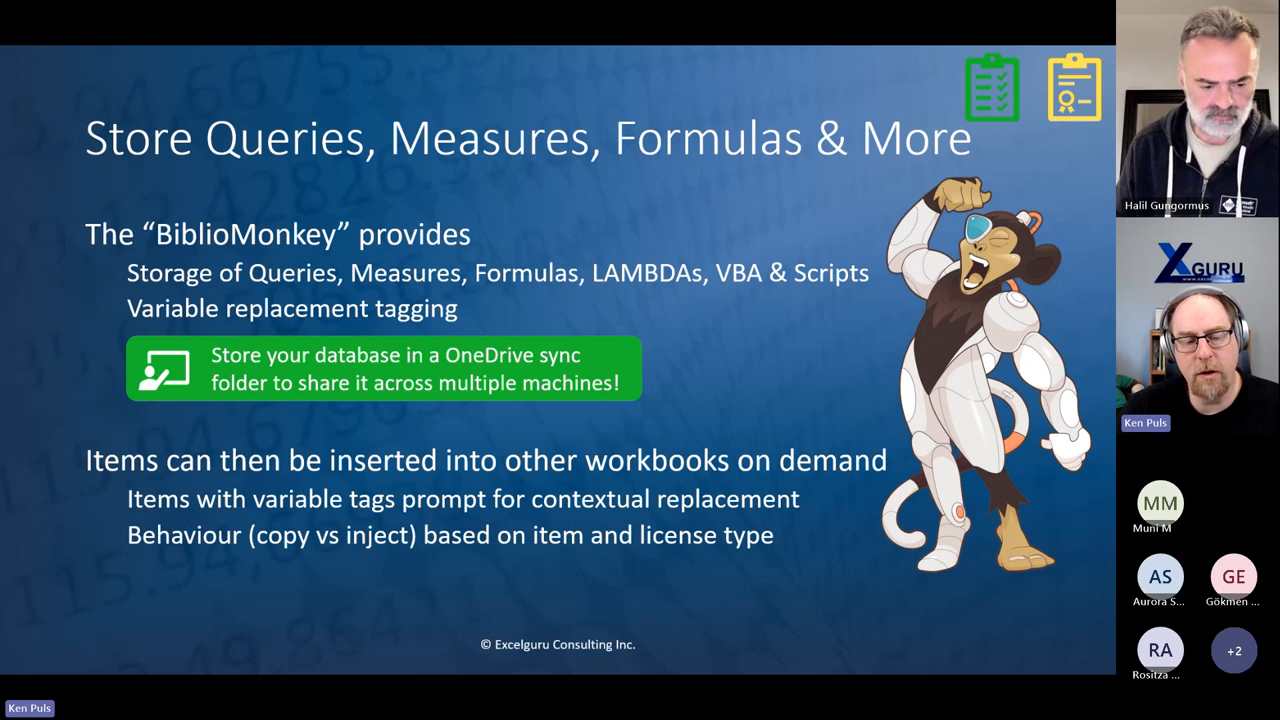 Store Queries, Measures, Formulas & More
The “BiblioMonkey” provides
Storage of Queries, Measures, Formulas, LAMBDAs, VBA & Scripts
Variable replacement tagging
Store your database in a OneDrive sync
folder to share it across multiple machines!
Items can then be inserted into other workbooks on demand
Items with variable tags prompt for contextual replacement
Behaviour (copy vs inject) based on item and license type
© Excelguru Consulting Inc.
Ken Puls
Halil Gungormus
XLGURU
Ken Puls
MM
Muni M
AS
GE
Aurora S...
Gökmen ...
RA
+2
Rositza ...